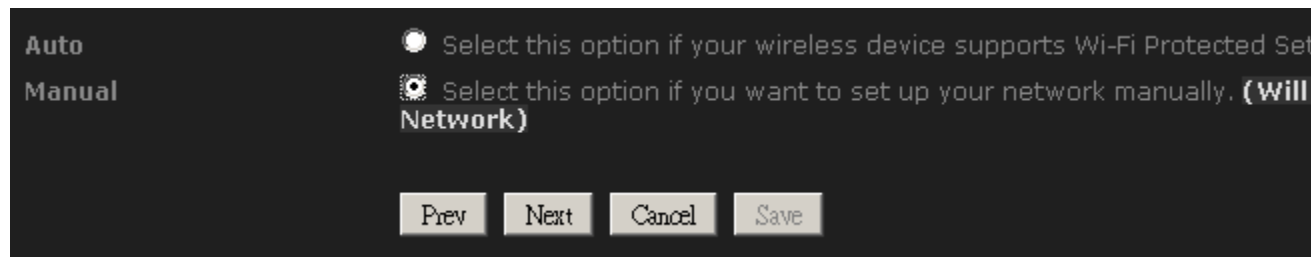 Auto
Select this option if your wireless device supports Wi-Fi Protected Set
Manual
Select this option if you want to set up your network manually. (Will
Network)
Prev Next Cancel Save